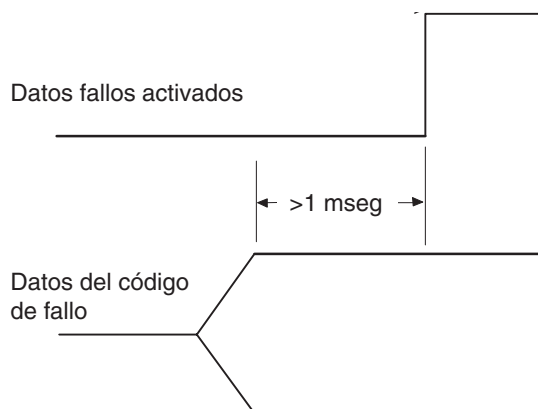 Datos fallos activados
>1 mseg
Datos del código
de fallo